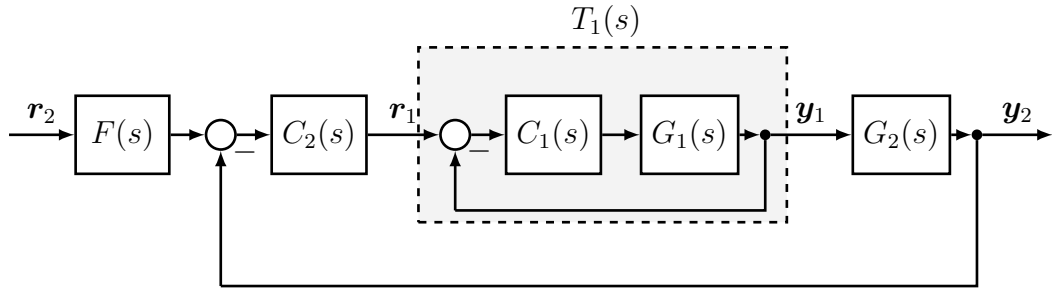 T₁(s)
r₂
F(s)
−
C₂(s)
r₁
−
C₁(s)
G₁(s)
y₁
G₂(s)
y₂